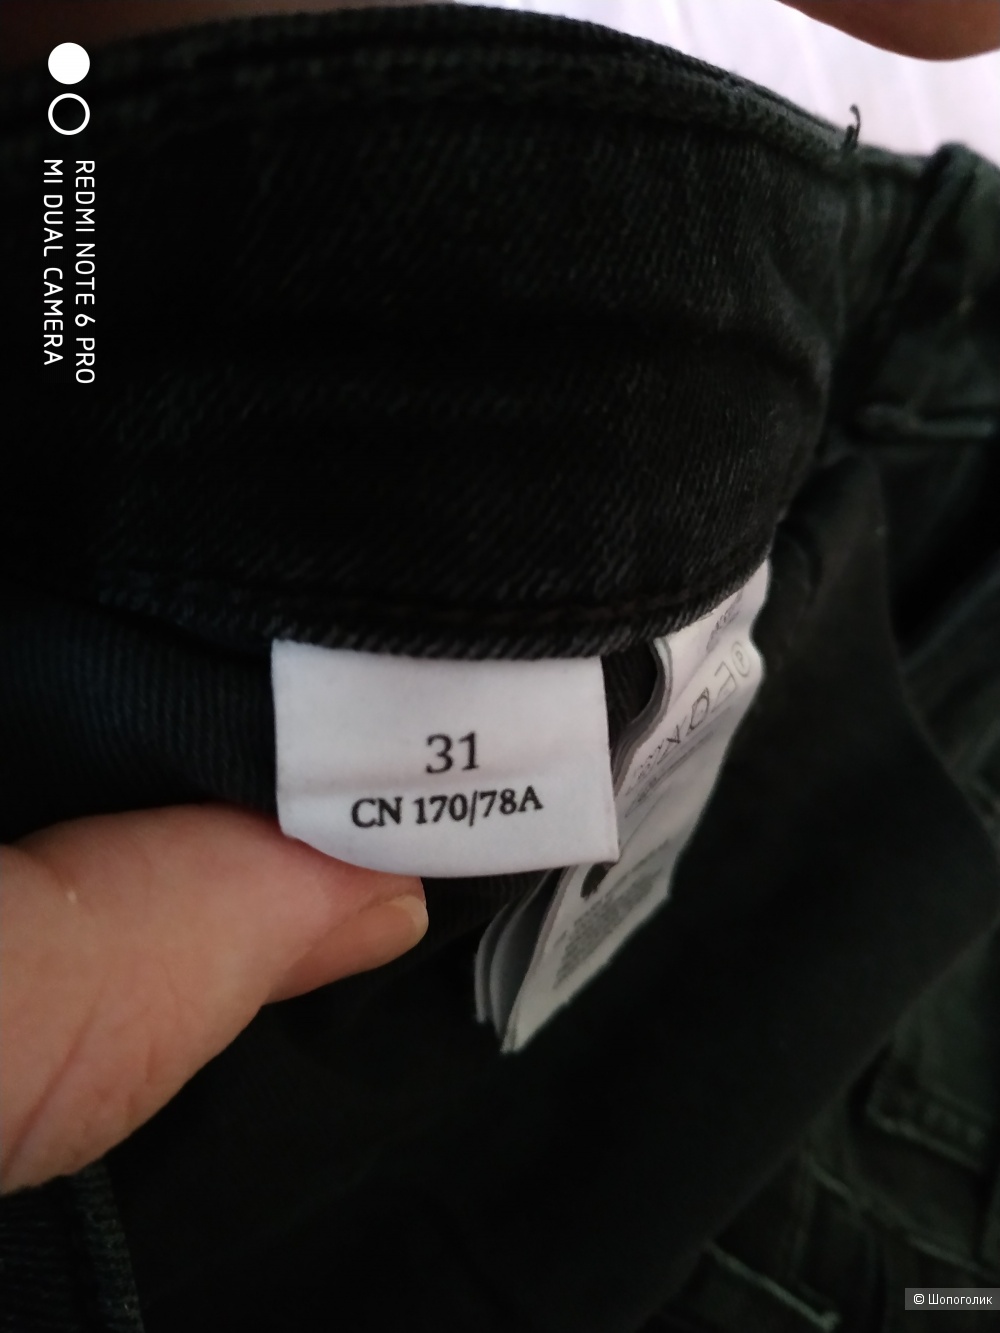 REDMI NOTE 6 PRO
MI DUAL CAMERA
31
CN 170/78A
© Шопоголик